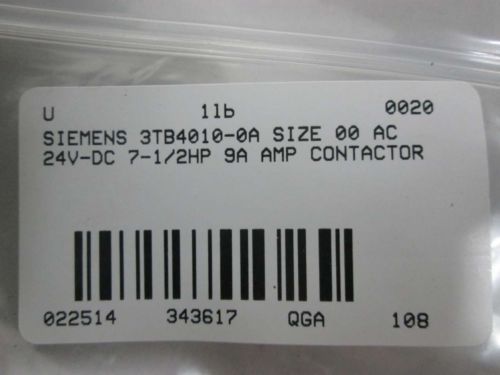 U 11b 0020
SIEMENS 3TB4010-0A SIZE 00 AC
24V-DC 7-1/2HP 9A AMP CONTACTOR
022514 343617 QGA 108